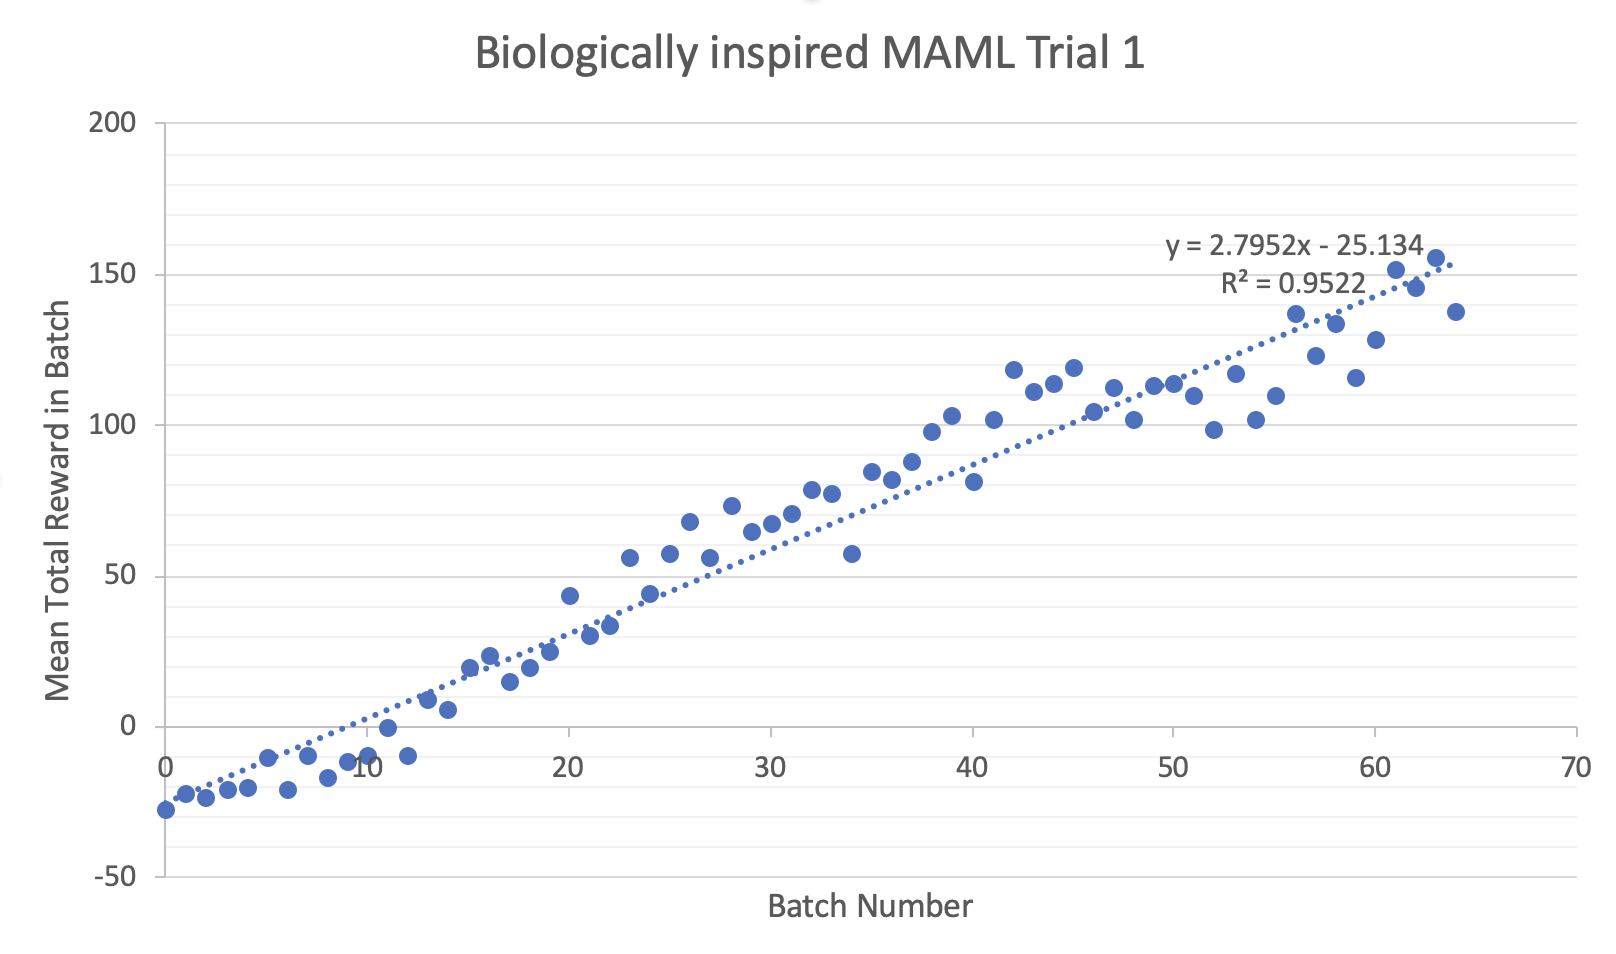 Biologically inspired MAML Trial 1
200
150
100
50
0
-50
y = 2.7952x - 25.134
R² = 0.9522
0 10 20 30 40 50 60 70
Mean Total Reward in Batch
Batch Number